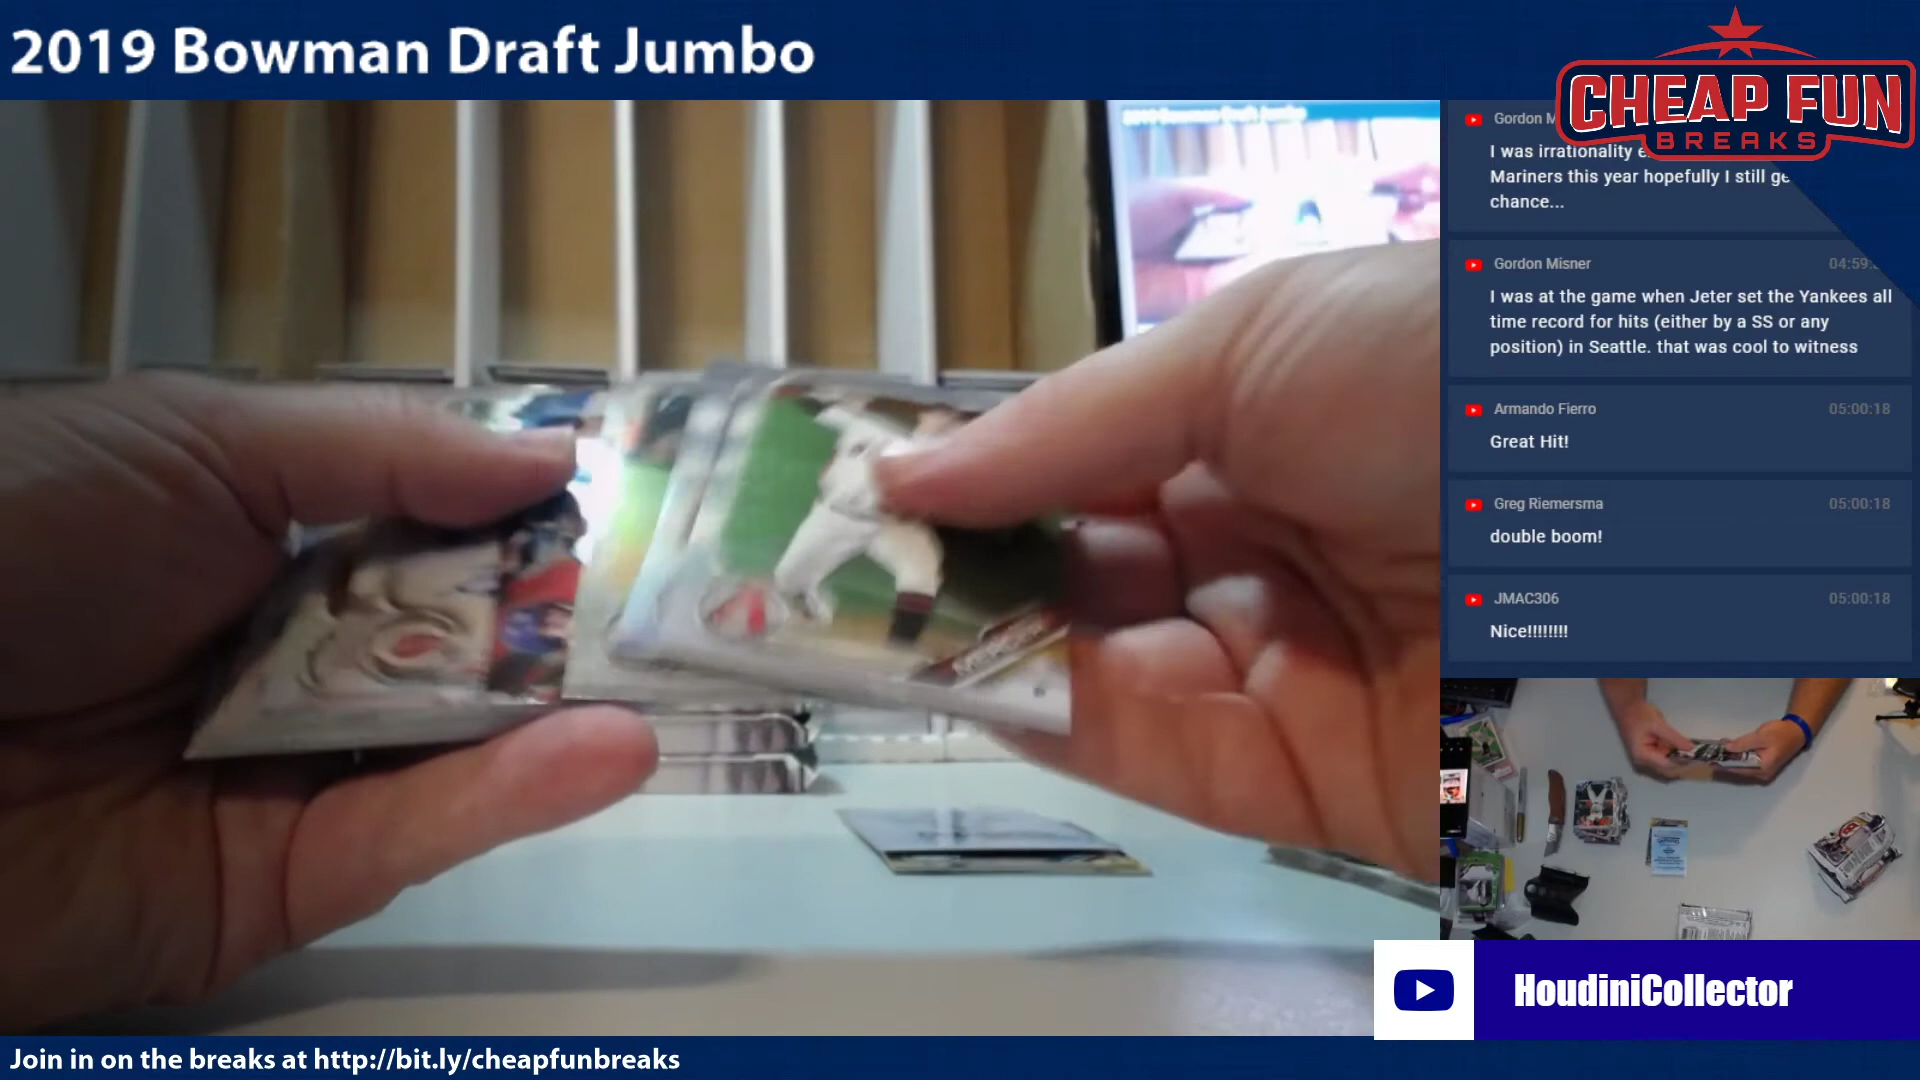 2019 Bowman Draft Jumbo
CHEAP FUN
BREAKS
Gordon M
I was irrationality
Mariners this year hopefully I still ge
chance...
Gordon Misner
04:59:
I was at the game when Jeter set the Yankees all
time record for hits (either by a SS or any
position) in Seattle. that was cool to witness
Armando Fierro
05:00:18
Great Hit!
Greg Riemersma
05:00:18
double boom!
JMAC306
05:00:18
Nice!!!!!!!!
HoudiniCollector
Join in on the breaks at http://bit.ly/cheapfunbreaks